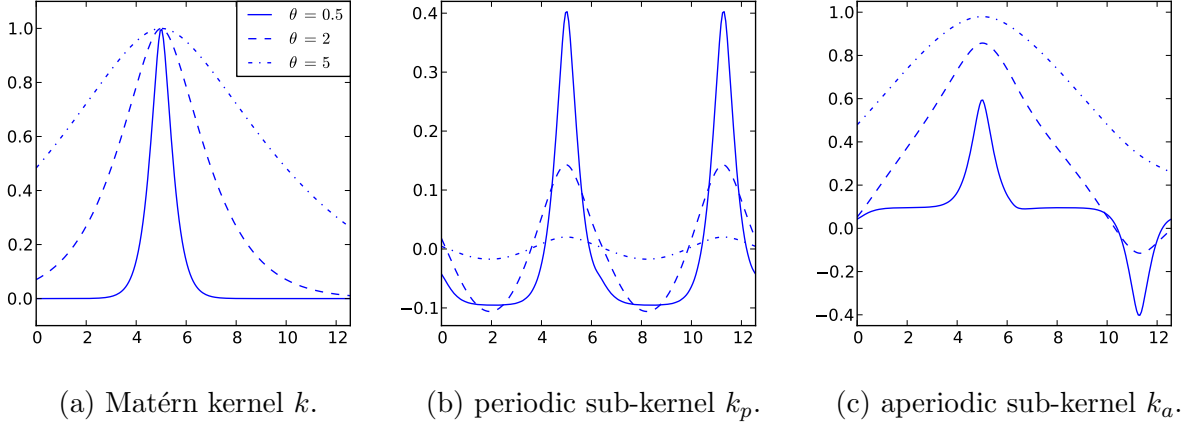 θ = 0.5
θ = 2
θ = 5
1.0
0.8
0.6
0.4
0.2
0.0
0 2 4 6 8 10 12
0.4
0.3
0.2
0.1
0.0
−0.1
0 2 4 6 8 10 12
1.0
0.8
0.6
0.4
0.2
0.0
−0.2
−0.4
0 2 4 6 8 10 12
(a) Matérn kernel k.
(b) periodic sub-kernel kₚ.
(c) aperiodic sub-kernel kₐ.